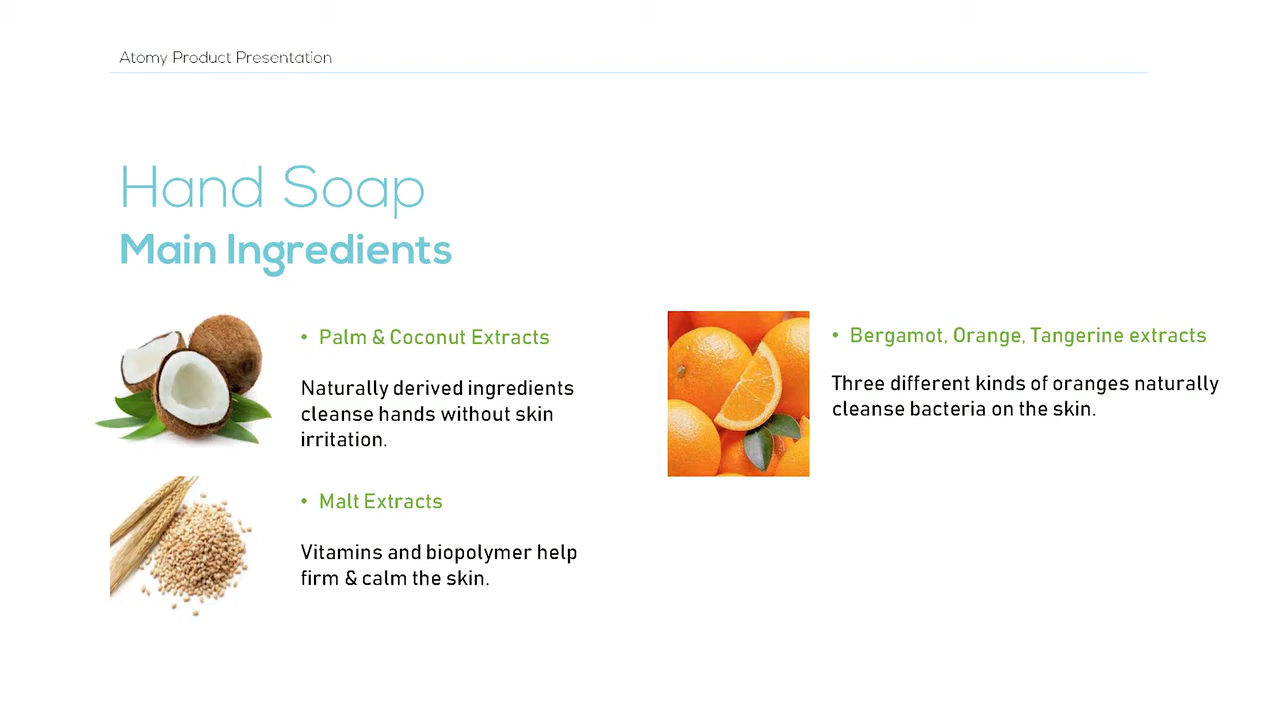 Atomy Product Presentation
Hand Soap
Main Ingredients
• Palm & Coconut Extracts
Naturally derived ingredients
cleanse hands without skin
irritation.
• Malt Extracts
Vitamins and biopolymer help
firm & calm the skin.
• Bergamot, Orange, Tangerine extracts
Three different kinds of oranges naturally
cleanse bacteria on the skin.